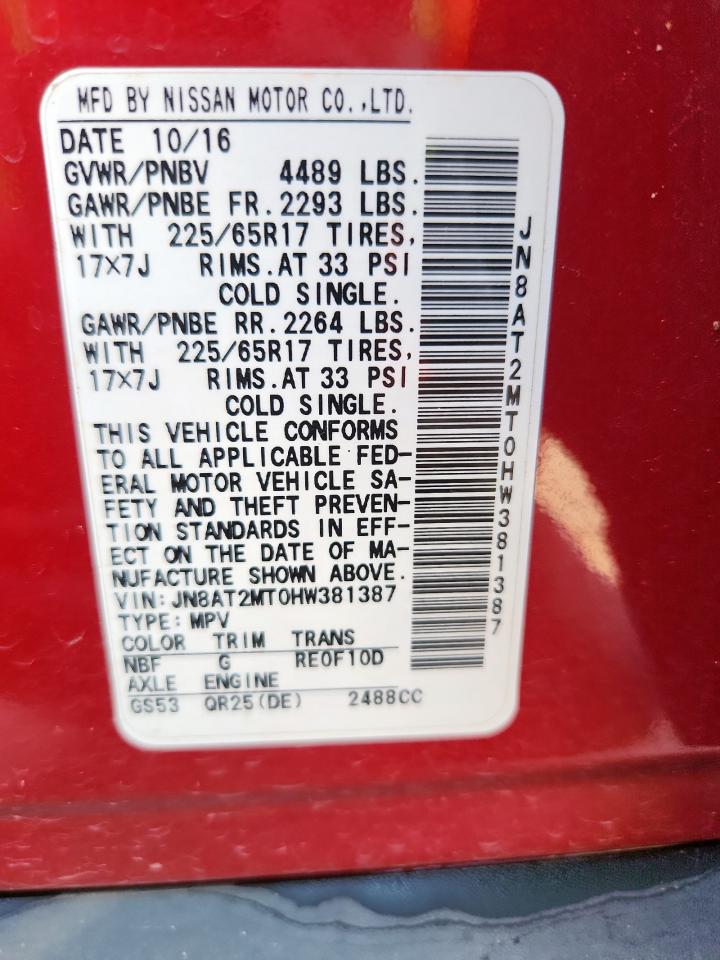 MFD BY NISSAN MOTOR CO.,LTD.
DATE 10/16
GVWR/PNBV 4489 LBS.
GAWR/PNBE FR.2293 LBS.
WITH 225/65R17 TIRES,
17X7J RIMS.AT 33 PSI
COLD SINGLE.
GAWR/PNBE RR.2264 LBS.
WITH 225/65R17 TIRES,
17X7J RIMS.AT 33 PSI
COLD SINGLE.
THIS VEHICLE CONFORMS
TO ALL APPLICABLE FED-
ERAL MOTOR VEHICLE SA-
FETY AND THEFT PREVEN-
TION STANDARDS IN EFF-
ECT ON THE DATE OF MA-
NUFACTURE SHOWN ABOVE.
VIN: JN8AT2MT0HW381387
TYPE: MPV
COLOR TRIM TRANS
NBF G RE0F10D
AXLE ENGINE
GS53 QR25(DE) 2488CC
JN8AT2MT0HW381387